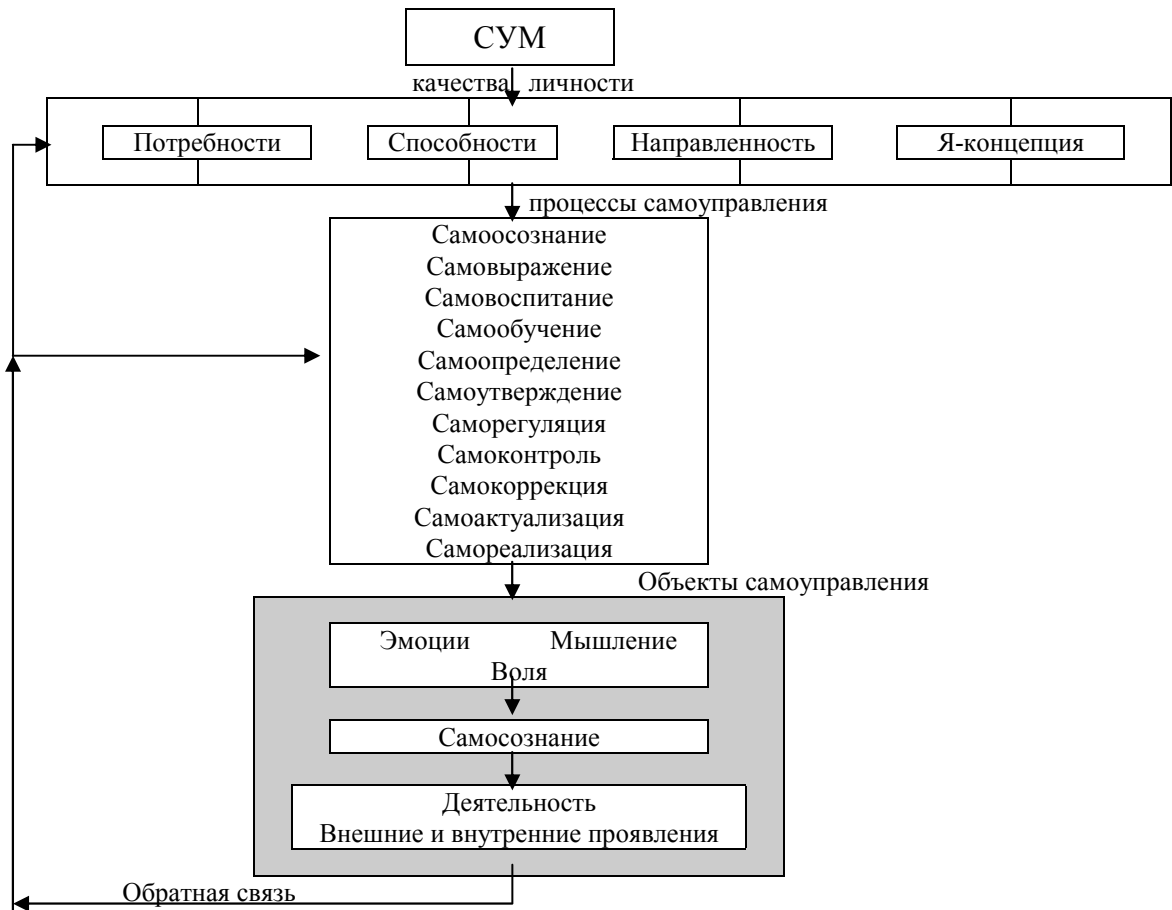 СУМ
качества личности
Потребности Способности Направленность Я-концепция
процессы самоуправления
Самоосознание
Самовыражение
Самовоспитание
Самообучение
Самоопределение
Самоутверждение
Саморегуляция
Самоконтроль
Самокоррекция
Самоактуализация
Самореализация
Объекты самоуправления
Эмоции Мышление
Воля
Самосознание
Деятельность
Внешние и внутренние проявления
Обратная связь